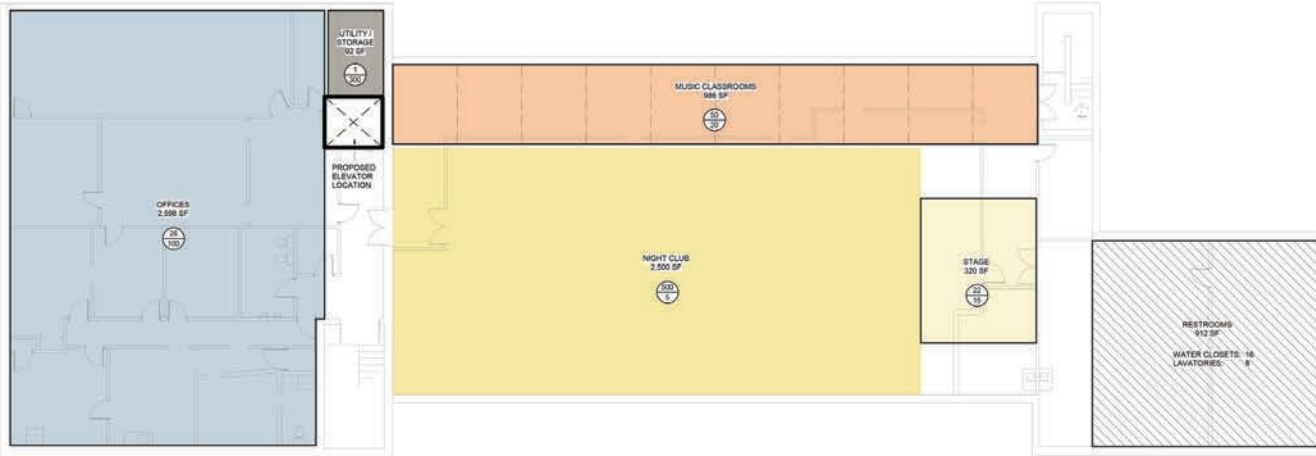 UTILITY /
STORAGE
92 SF
1
300
MUSIC CLASSROOMS
986 SF
50
20
PROPOSED
ELEVATOR
LOCATION
OFFICES
2,598 SF
26
100
NIGHT CLUB
2,500 SF
500
5
STAGE
320 SF
22
15
RESTROOMS
912 SF
WATER CLOSETS: 16
LAVATORIES: 8